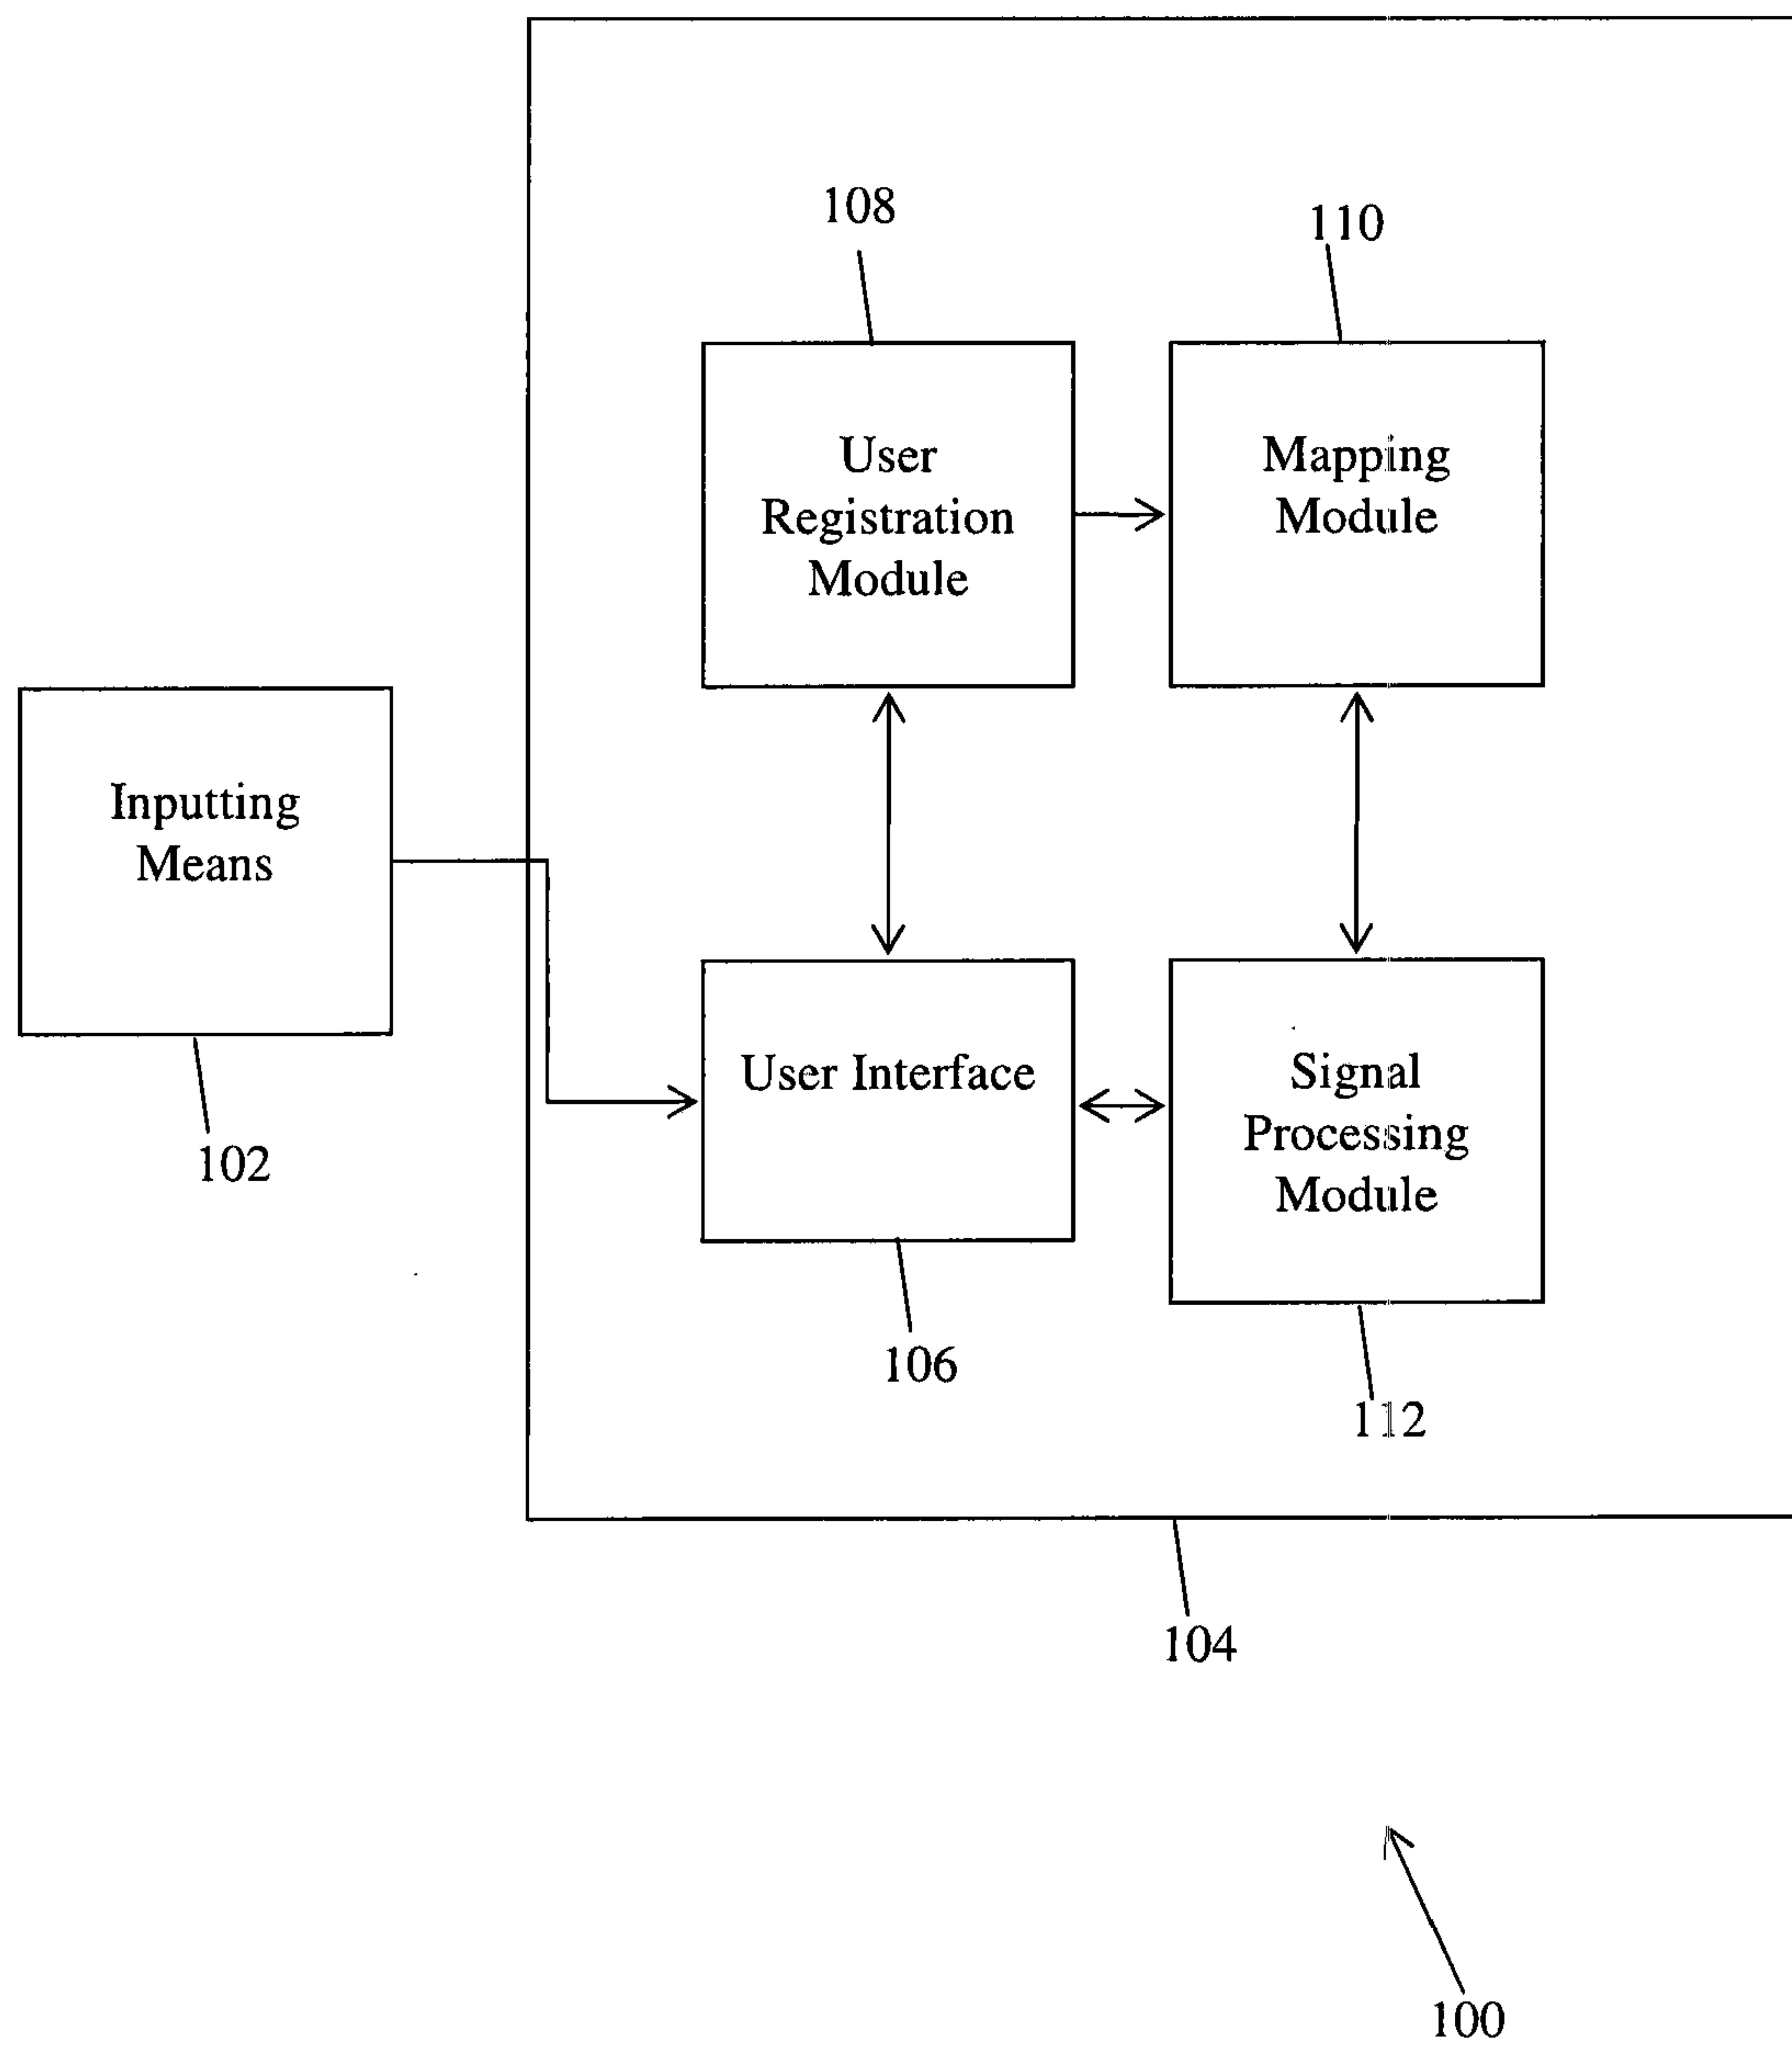 108
110
User
Registration
Module
Mapping
Module
Inputting
Means
102
User Interface
106
Signal
Processing
Module
112
104
100